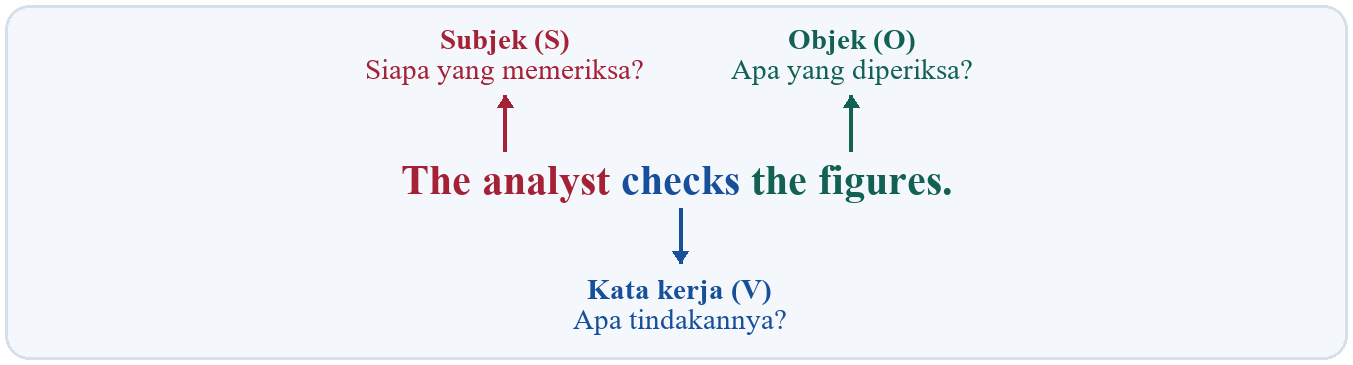 Subjek (S)
Siapa yang memeriksa?
Objek (O)
Apa yang diperiksa?
The analyst checks the figures.
Kata kerja (V)
Apa tindakannya?